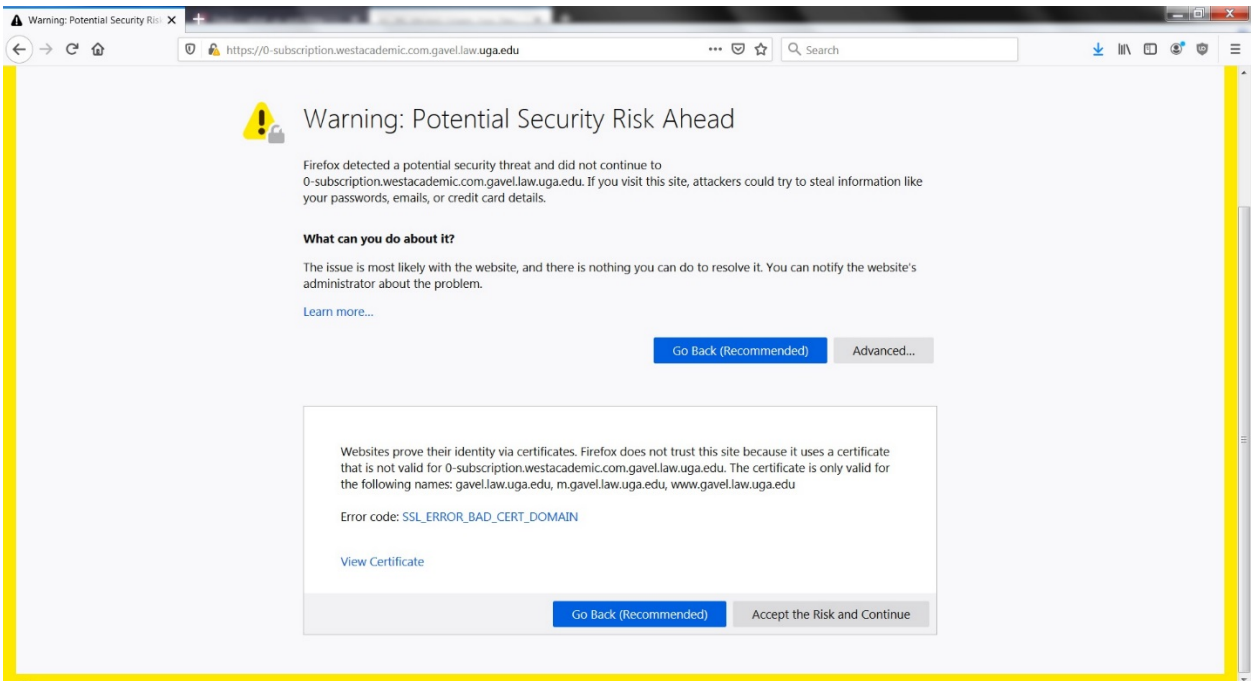 Warning: Potential Security Ris
https://0-subscription.westacademic.com.gavel.law.uga.edu
Search
Warning: Potential Security Risk Ahead
Firefox detected a potential security threat and did not continue to
0-subscription.westacademic.com.gavel.law.uga.edu. If you visit this site, attackers could try to steal information like
your passwords, emails, or credit card details.
What can you do about it?
The issue is most likely with the website, and there is nothing you can do to resolve it. You can notify the website's
administrator about the problem.
Learn more...
Go Back (Recommended) Advanced...
Websites prove their identity via certificates. Firefox does not trust this site because it uses a certificate
that is not valid for 0-subscription.westacademic.com.gavel.law.uga.edu. The certificate is only valid for
the following names: gavel.law.uga.edu, m.gavel.law.uga.edu, www.gavel.law.uga.edu
Error code: SSL_ERROR_BAD_CERT_DOMAIN
View Certificate
Go Back (Recommended) Accept the Risk and Continue